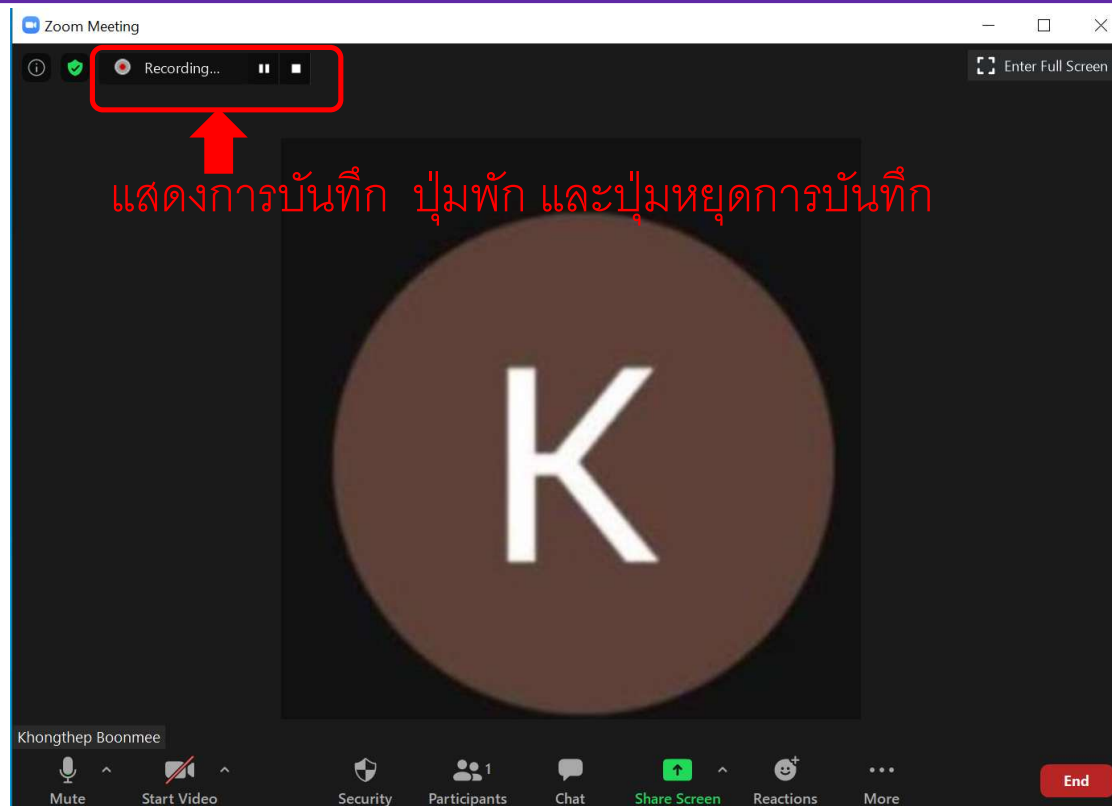 Zoom Meeting
Recording...
Enter Full Screen
แสดงการบันทึก ปุ่มพัก และปุ่มหยุดการบันทึก
K
Khongthep Boonmee
1
Mute Start Video Security Participants Chat Share Screen Reactions More End